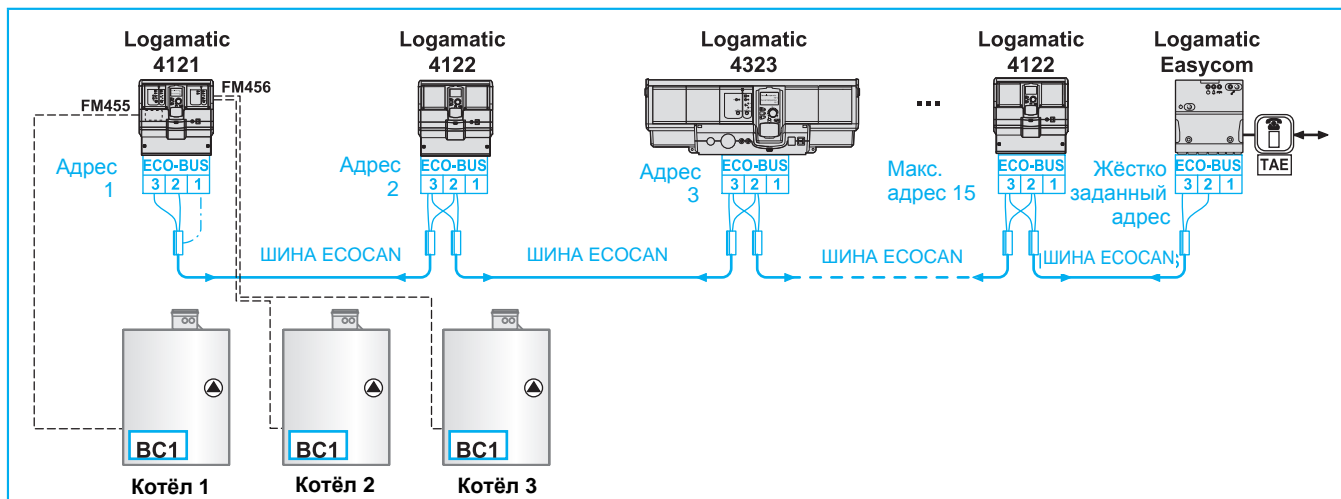 Logamatic
4121
Logamatic
4122
Logamatic
4323
Logamatic
4122
Logamatic
Easycom
FM455
FM456
...
TAE
Адрес
1
ECO-BUS
3 2 1
Адрес
2
ECO-BUS
3 2 1
Адрес
3
ECO-BUS
3 2 1
Макс.
адрес 15
ECO-BUS
3 2 1
Жёстко
заданный
адрес
ECO-BUS
3 2 1
ШИНА ECOCAN
ШИНА ECOCAN
ШИНА ECOCAN
ШИНА ECOCAN
BC1
BC1
BC1
Котёл 1
Котёл 2
Котёл 3